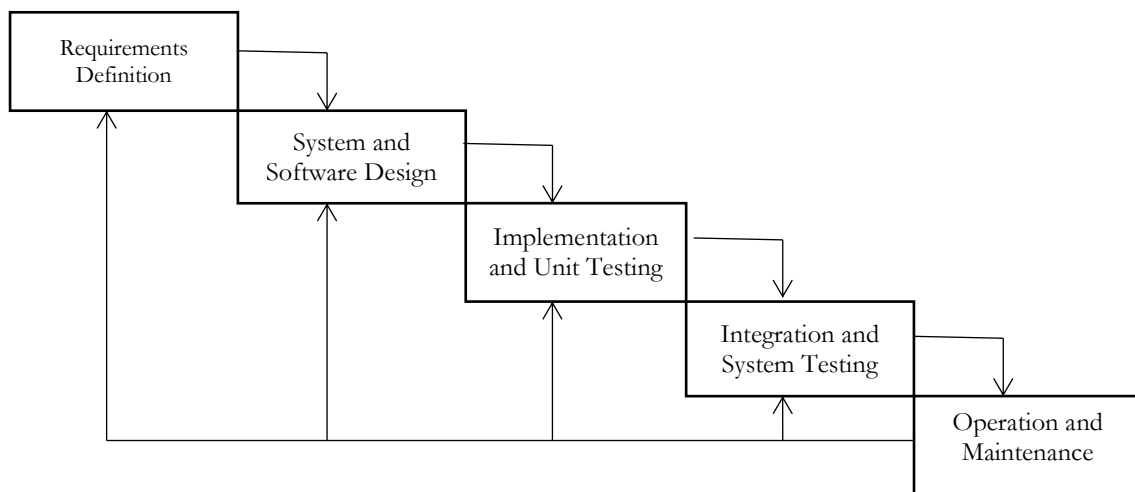 Requirements
Definition
System and
Software Design
Implementation
and Unit Testing
Integration and
System Testing
Operation and
Maintenance